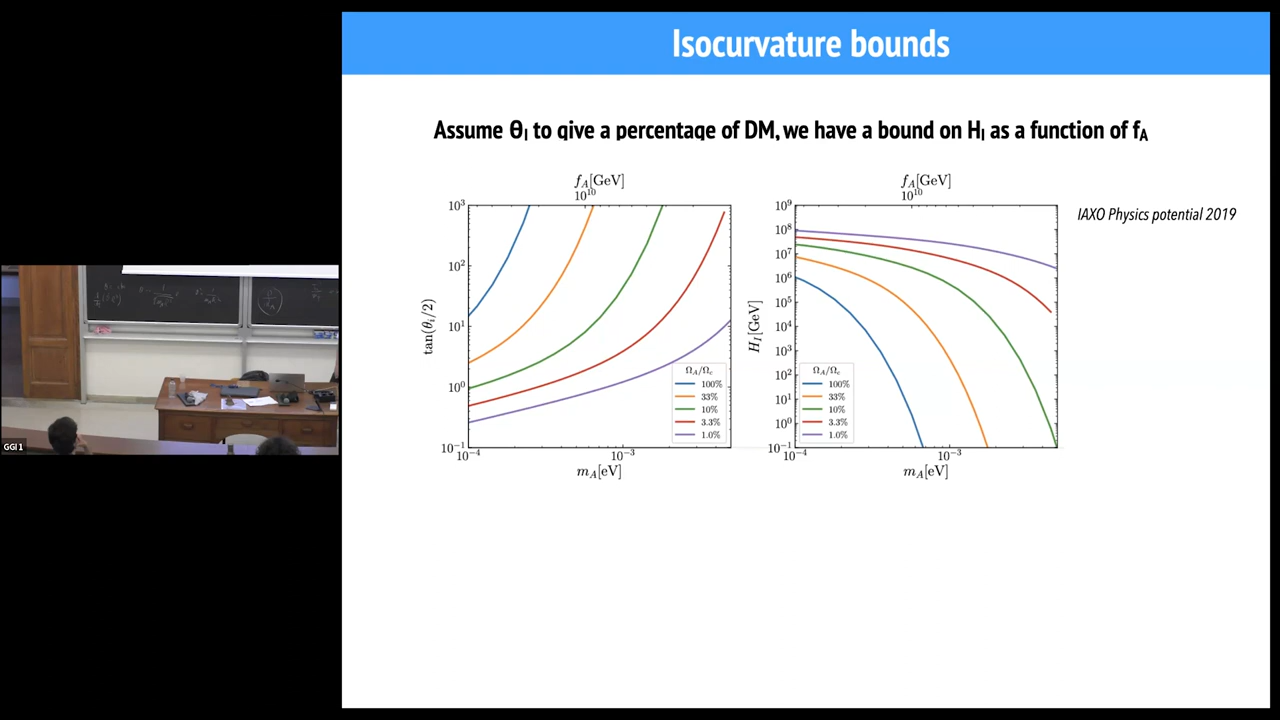 Isocurvature bounds
Assume θI to give a percentage of DM, we have a bound on HI as a function of fA
IAXO Physics potential 2019
fA[GeV]
10^10
10^3
10^2
10^1
10^0
10^-1
tan(θi/2)
ΩA/Ωc
100%
33%
10%
3.3%
1.0%
10^-4
10^-3
mA[eV]
fA[GeV]
10^10
10^9
10^8
10^7
10^6
10^5
10^4
10^3
10^2
10^1
10^0
10^-1
HI[GeV]
ΩA/Ωc
100%
33%
10%
3.3%
1.0%
10^-4
10^-3
mA[eV]
GGI 1